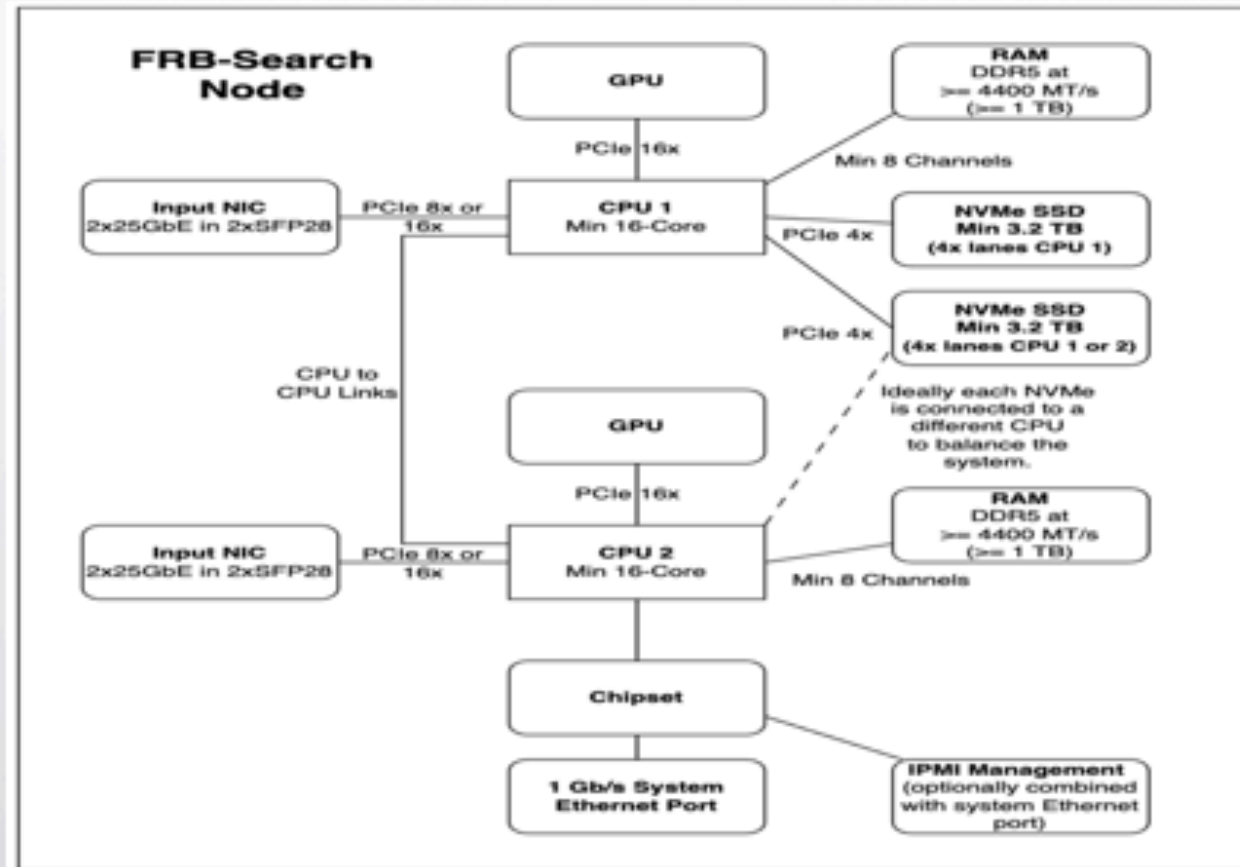 FRB-Search
Node
GPU
RAM
DDR5 at
>= 4400 MT/s
(>= 1 TB)
PCIe 16x
Min 8 Channels
Input NIC
2x25GbE in 2xSFP28
PCIe 8x or
16x
CPU 1
Min 16-Core
NVMe SSD
Min 3.2 TB
(4x lanes CPU 1)
PCIe 4x
NVMe SSD
Min 3.2 TB
(4x lanes CPU 1 or 2)
PCIe 4x
CPU to
CPU Links
Ideally each NVMe
is connected to a
different CPU
to balance the
system.
GPU
PCIe 16x
RAM
DDR5 at
>= 4400 MT/s
(>= 1 TB)
Input NIC
2x25GbE in 2xSFP28
PCIe 8x or
16x
CPU 2
Min 16-Core
Min 8 Channels
Chipset
1 Gb/s System
Ethernet Port
IPMI Management
(optionally combined
with system Ethernet
port)